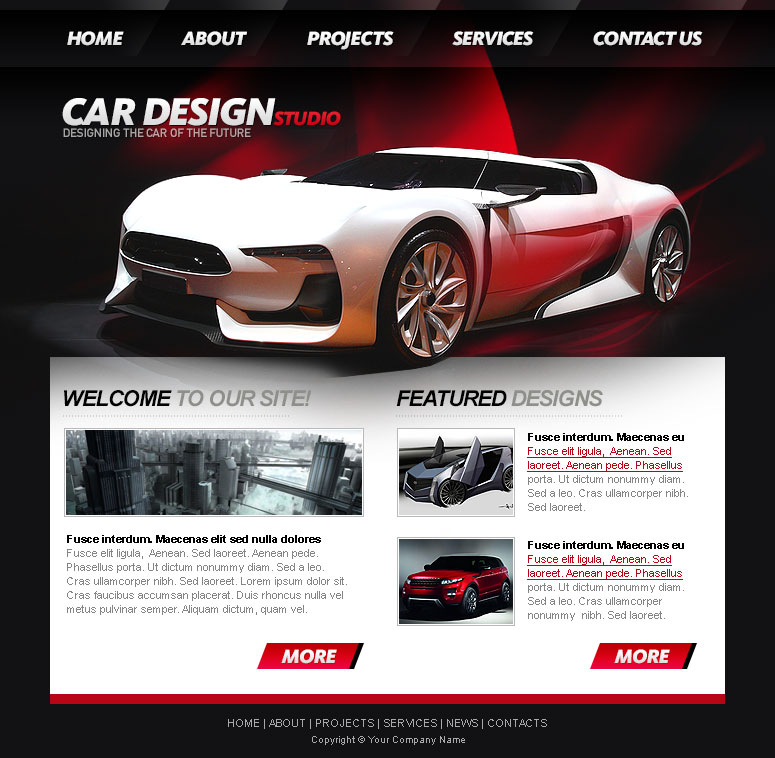 HOME ABOUT PROJECTS SERVICES CONTACT US
CAR DESIGN STUDIO
DESIGNING THE CAR OF THE FUTURE
WELCOME TO OUR SITE!
Fusce interdum. Maecenas elit sed nulla dolores
Fusce elit ligula, Aenean. Sed laoreet. Aenean pede.
Phasellus porta. Ut dictum nonummy diam. Sed a leo.
Cras ullamcorper nibh. Sed laoreet. Lorem ipsum dolor sit.
Cras faucibus accumsan placerat. Duis rhoncus nulla vel
metus pulvinar semper. Aliquam dictum, quam vel.
MORE
FEATURED DESIGNS
Fusce interdum. Maecenas eu
Fusce elit ligula, Aenean. Sed
laoreet. Aenean pede. Phasellus
porta. Ut dictum nonummy diam.
Sed a leo. Cras ullamcorper nibh.
Sed laoreet.
Fusce interdum. Maecenas eu
Fusce elit ligula, Aenean. Sed
laoreet. Aenean pede. Phasellus
porta. Ut dictum nonummy diam.
Sed a leo. Cras ullamcorper
nonummy nibh. Sed laoreet.
MORE
HOME | ABOUT | PROJECTS | SERVICES | NEWS | CONTACTS
Copyright © Your Company Name